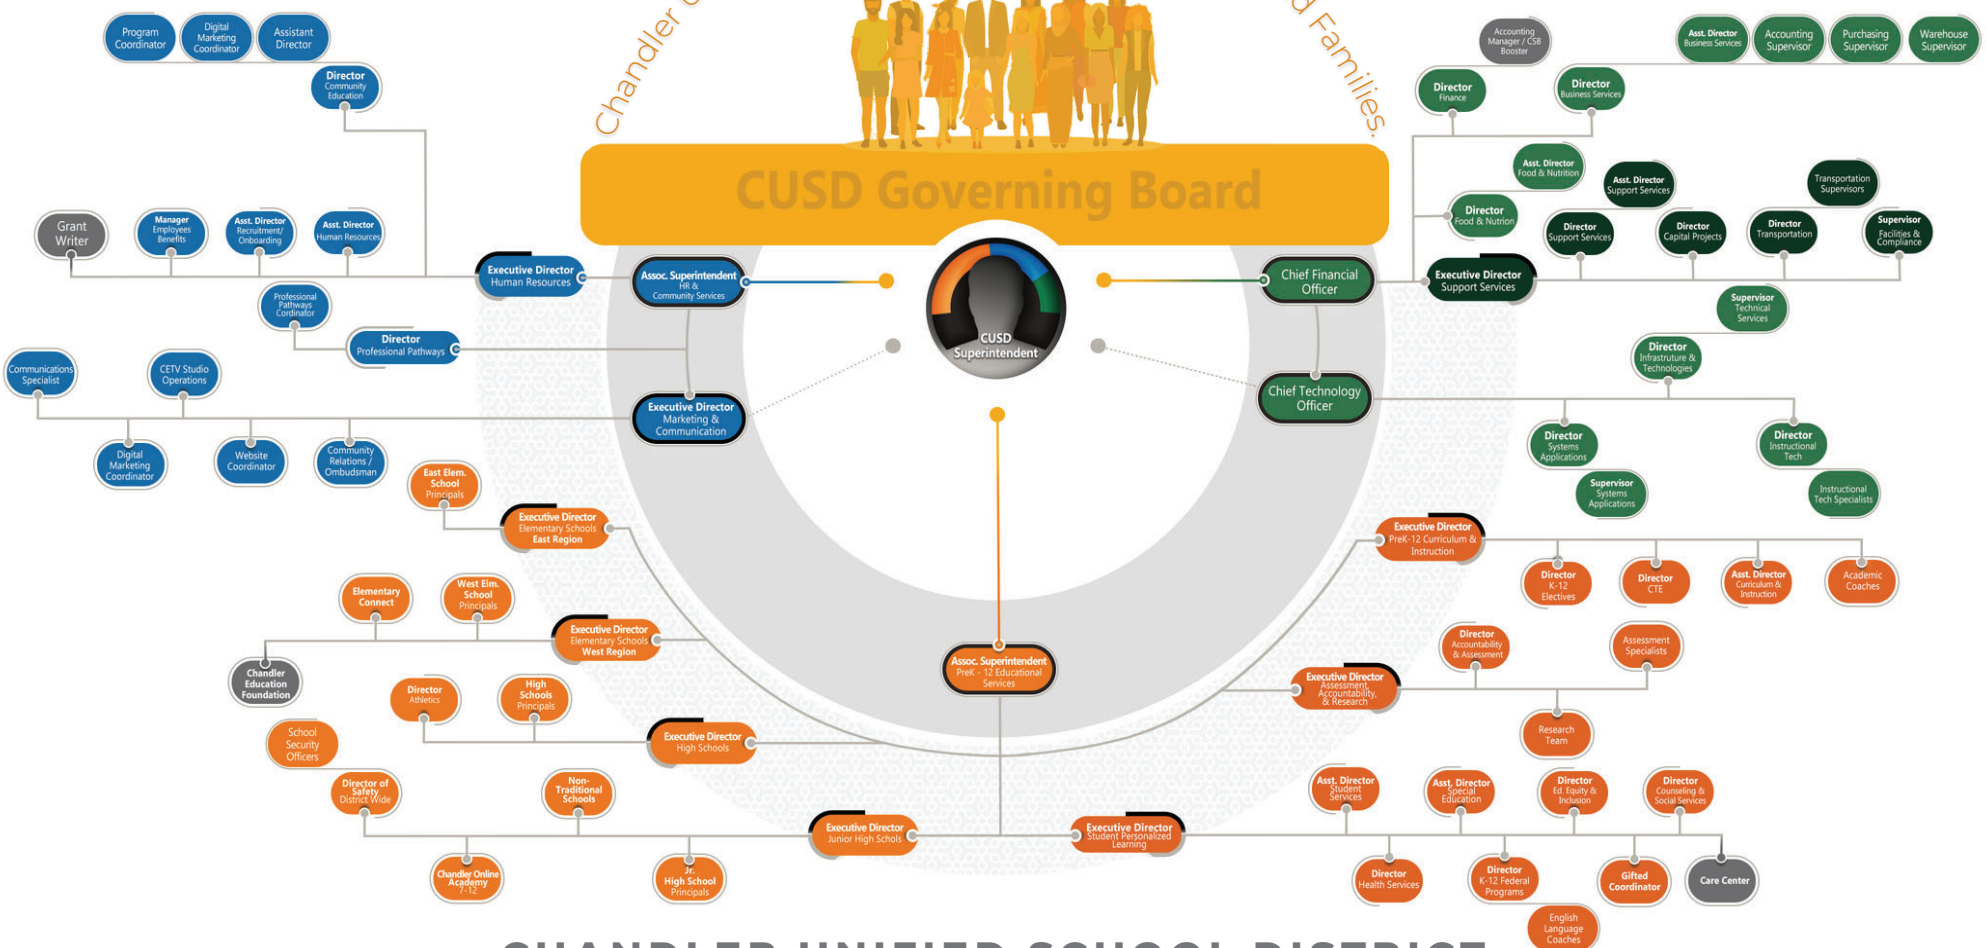 Chandler
d Families.
CUSD Governing Board
CUSD
Superintendent
Program
Coordinator
Digital
Marketing
Coordinator
Assistant
Director
Director
Community
Education
Grant
Writer
Manager
Employees
Benefits
Asst. Director
Recruitment/
Onboarding
Asst. Director
Human Resources
Executive Director
Human Resources
Assoc. Superintendent
HR &
Community Services
Professional
Pathways
Cordinator
Director
Professional Pathways
Communications
Specialist
CETV Studio
Operations
Executive Director
Marketing &
Communication
Digital
Marketing
Coordinator
Website
Coordinator
Community
Relations /
Ombudsman
Accounting
Manager / CSB
Booster
Asst. Director
Business Services
Accounting
Supervisor
Purchasing
Supervisor
Warehouse
Supervisor
Director
Finance
Director
Business Services
Asst. Director
Food & Nutrition
Director
Food & Nutrion
Asst. Director
Support Services
Transportation
Supervisors
Director
Support Services
Director
Capital Projects
Director
Transportation
Supervisor
Facilities &
Compliance
Chief Financial
Officer
Executive Director
Support Services
Supervisor
Technical
Services
Director
Infrastruture &
Technologies
Chief Technology
Officer
Director
Systems
Applications
Director
Instructional
Tech
Supervisor
Systems
Applications
Instructional
Tech Specialists
East Elem.
School
Principals
Executive Director
Elementary Schools
East Region
Elementary
Connect
West Elm.
School
Principals
Executive Director
Elementary Schools
West Region
Chandler
Education
Foundation
Director
Athletics
High
Schools
Principals
Executive Director
High Schools
School
Security
Officers
Director of
Safety
District Wide
Non-
Traditional
Schools
Executive Director
Junior High Schols
Chandler Online
Academy
7-12
Jr.
High School
Principals
Assoc. Superintendent
PreK - 12 Educational
Services
Executive Director
PreK-12 Curriculum &
Instruction
Director
K-12
Electives
Director
CTE
Asst. Director
Curriculum &
Instruction
Academic
Coaches
Director
Accountability
& Assessment
Assessment
Specialists
Executive Director
Assessment,
Accountability,
& Research
Research
Team
Asst. Director
Student
Services
Asst. Director
Special
Education
Director
Ed. Equity &
Inclusion
Director
Counseling &
Social Services
Executive Director
Student Personalized
Learning
Director
Health Services
Director
K-12 Federal
Programs
Gifted
Coordinator
Care Center
English
Language
Coaches
CHANDLER UNIFIED SCHOOL DISTRICT